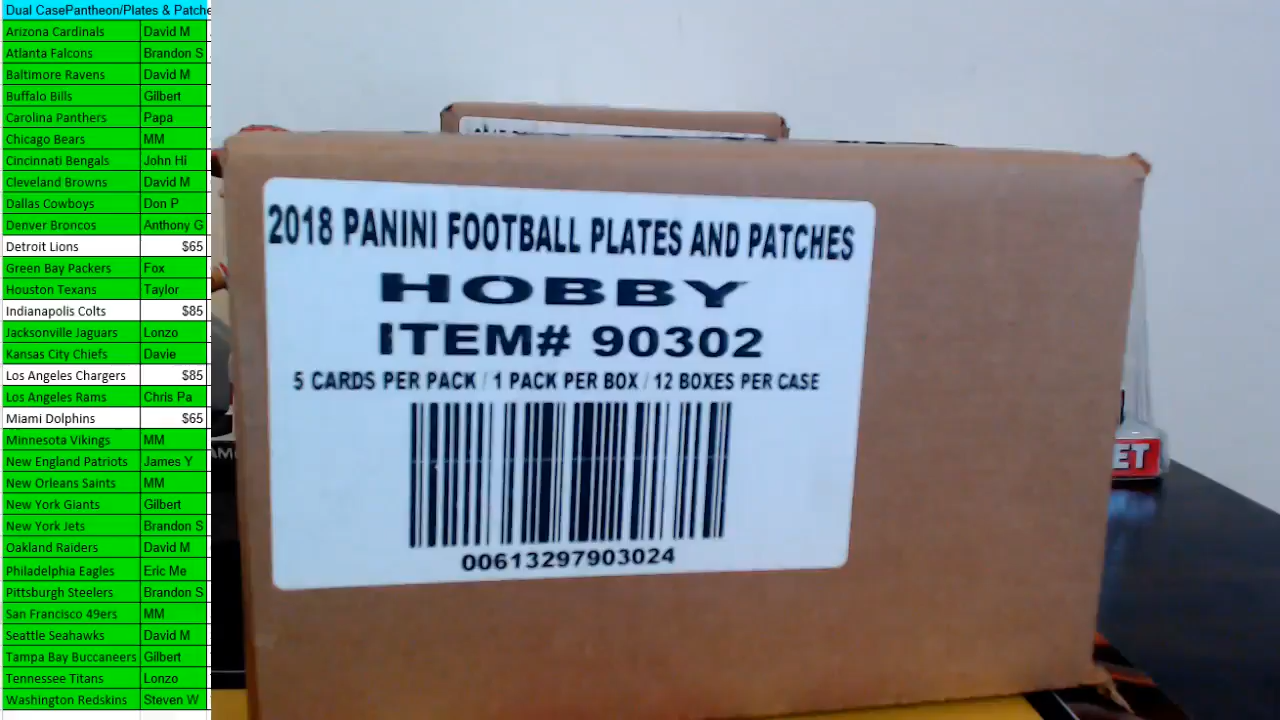 Dual CasePantheon/Plates & Patche
Arizona Cardinals David M
Atlanta Falcons Brandon S
Baltimore Ravens David M
Buffalo Bills Gilbert
Carolina Panthers Papa
Chicago Bears MM
Cincinnati Bengals John Hi
Cleveland Browns David M
Dallas Cowboys Don P
Denver Broncos Anthony G
Detroit Lions $65
Green Bay Packers Fox
Houston Texans Taylor
Indianapolis Colts $85
Jacksonville Jaguars Lonzo
Kansas City Chiefs Davie
Los Angeles Chargers $85
Los Angeles Rams Chris Pa
Miami Dolphins $65
Minnesota Vikings MM
New England Patriots James Y
New Orleans Saints MM
New York Giants Gilbert
New York Jets Brandon S
Oakland Raiders David M
Philadelphia Eagles Eric Me
Pittsburgh Steelers Brandon S
San Francisco 49ers MM
Seattle Seahawks David M
Tampa Bay Buccaneers Gilbert
Tennessee Titans Lonzo
Washington Redskins Steven W
2018 PANINI FOOTBALL PLATES AND PATCHES
HOBBY
ITEM# 90302
5 CARDS PER PACK / 1 PACK PER BOX / 12 BOXES PER CASE
00613297903024
ET